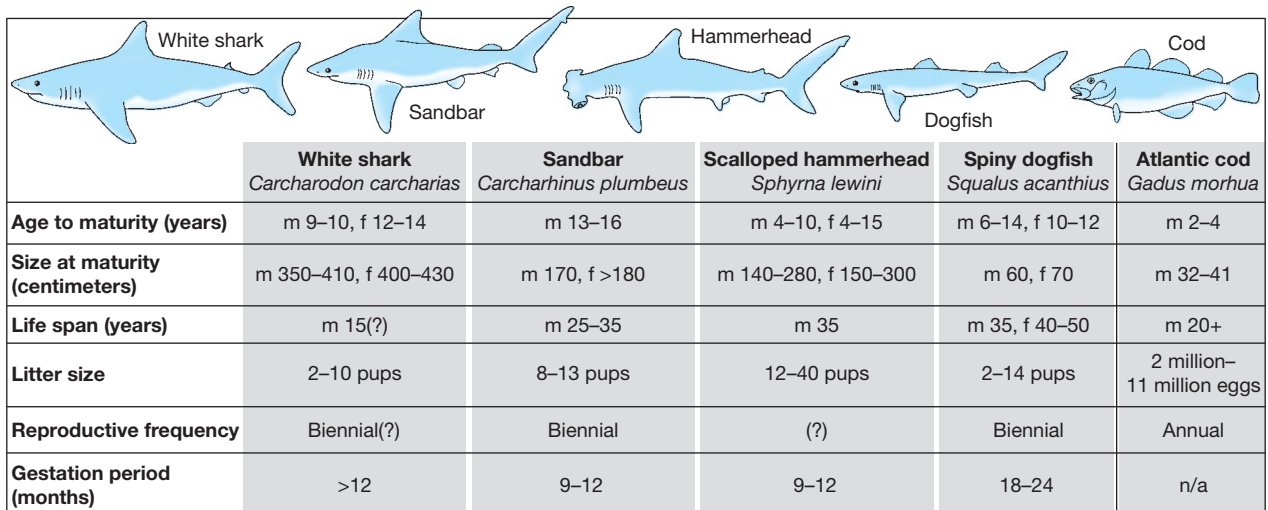 White shark
Sandbar
Hammerhead
Dogfish
Cod
White shark Sandbar Scalloped hammerhead Spiny dogfish Atlantic cod
Carcharodon carcharias Carcharhinus plumbeus Sphyrna lewini Squalus acanthius Gadus morhua
Age to maturity (years) m 9–10, f 12–14 m 13–16 m 4–10, f 4–15 m 6–14, f 10–12 m 2–4
Size at maturity
(centimeters) m 350–410, f 400–430 m 170, f >180 m 140–280, f 150–300 m 60, f 70 m 32–41
Life span (years) m 15(?) m 25–35 m 35 m 35, f 40–50 m 20+
Litter size 2–10 pups 8–13 pups 12–40 pups 2–14 pups 2 million–
11 million eggs
Reproductive frequency Biennial(?) Biennial (?) Biennial Annual
Gestation period
(months) >12 9–12 9–12 18–24 n/a